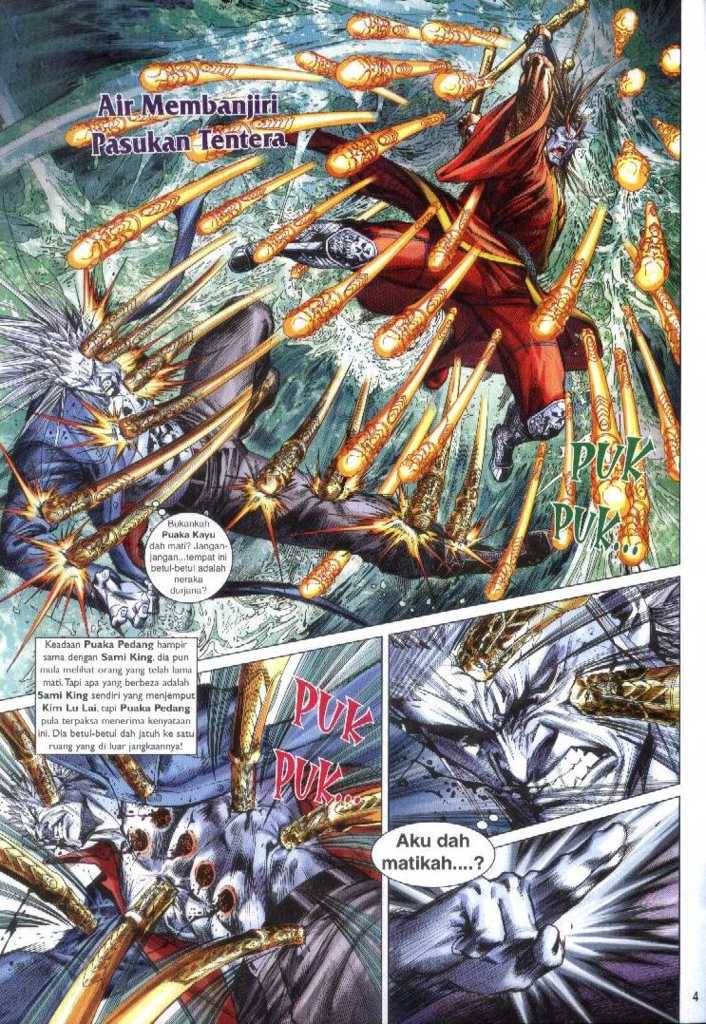 Air Membanjiri
Pasukan Tentera
PUK
PUK...
Bukankah
Puaka Kayu
dah mati? Jangan-
jangan...tempat ini
betul-betul adalah
neraka
durjana?
Keadaan Puaka Pedang hampir
sama dengan Sami King, dia pun
mula melihat orang yang telah lama
mati. Tapi apa yang berbeza adalah
Sami King sendiri yang menjemput
Kim Lu Lai, tapi Puaka Pedang
pula terpaksa menerima kenyataan
ini. Dia betul-betul dah jatuh ke satu
ruang yang di luar jangkaannya!
PUK
PUK...
Aku dah
matikah....?
4